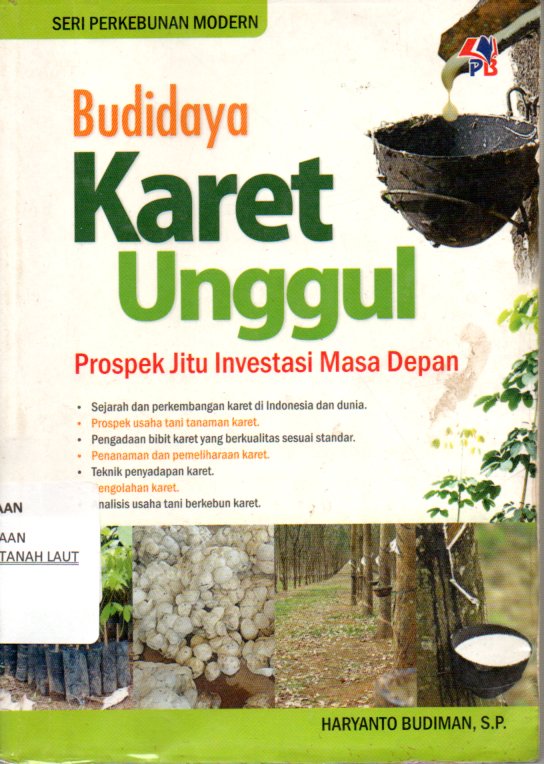 SERI PERKEBUNAN MODERN
PB
Budidaya
Karet
Unggul
Prospek Jitu Investasi Masa Depan
• Sejarah dan perkembangan karet di Indonesia dan dunia.
• Prospek usaha tani tanaman karet.
• Pengadaan bibit karet yang berkualitas sesuai standar.
• Penanaman dan pemeliharaan karet.
• Teknik penyadapan karet.
engolahan karet.
nalisis usaha tani berkebun karet.
AAN
AAN
TANAH LAUT
HARYANTO BUDIMAN, S.P.